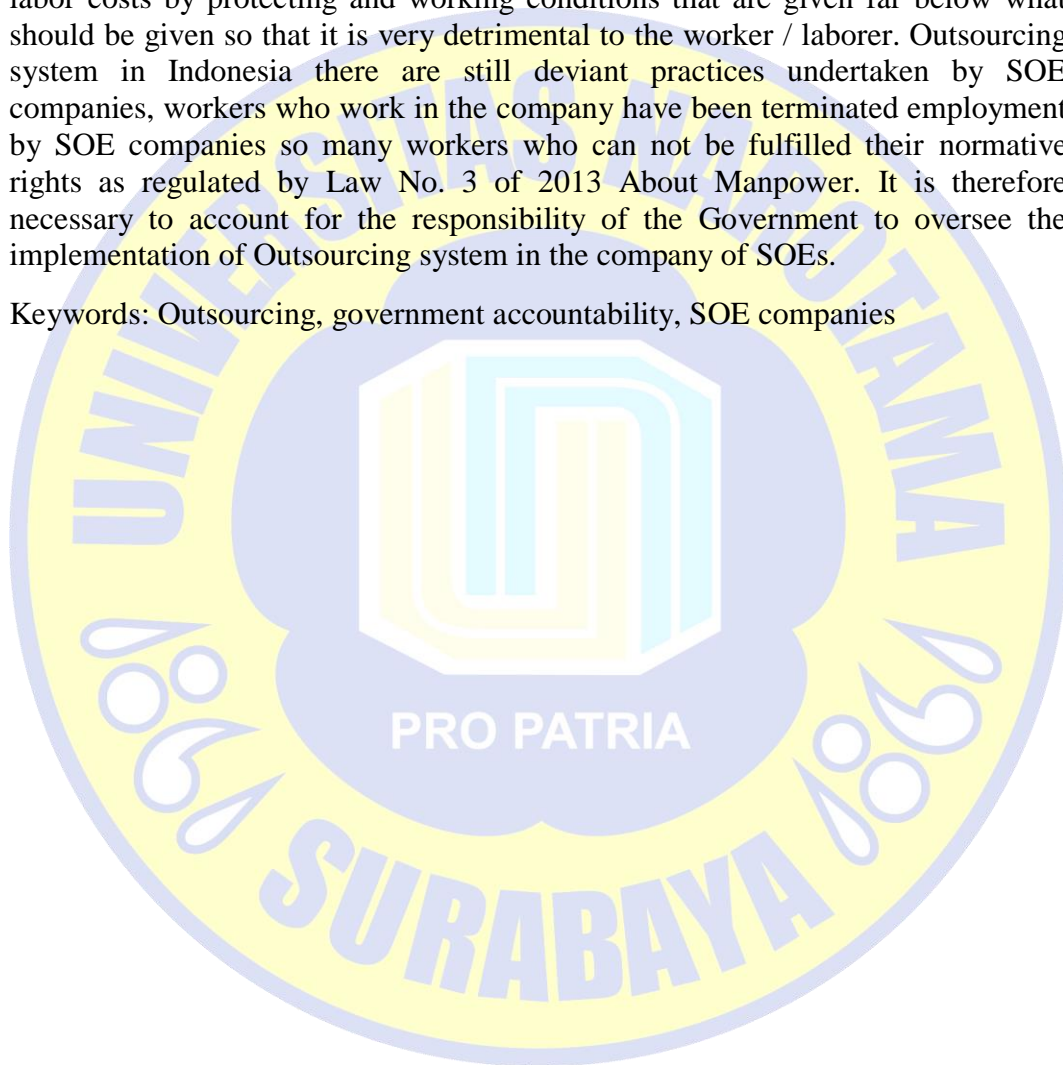 labor costs by protecting and working conditions that are given far below what
should be given so that it is very detrimental to the worker / laborer. Outsourcing
system in Indonesia there are still deviant practices undertaken by SOE
companies, workers who work in the company have been terminated employment
by SOE companies so many workers who can not be fulfilled their normative
rights as regulated by Law No. 3 of 2013 About Manpower. It is therefore
necessary to account for the responsibility of the Government to oversee the
implementation of Outsourcing system in the company of SOEs.
Keywords: Outsourcing, government accountability, SOE companies
UNIVERSITAS NAROTAMA
PRO PATRIA
SURABAYA